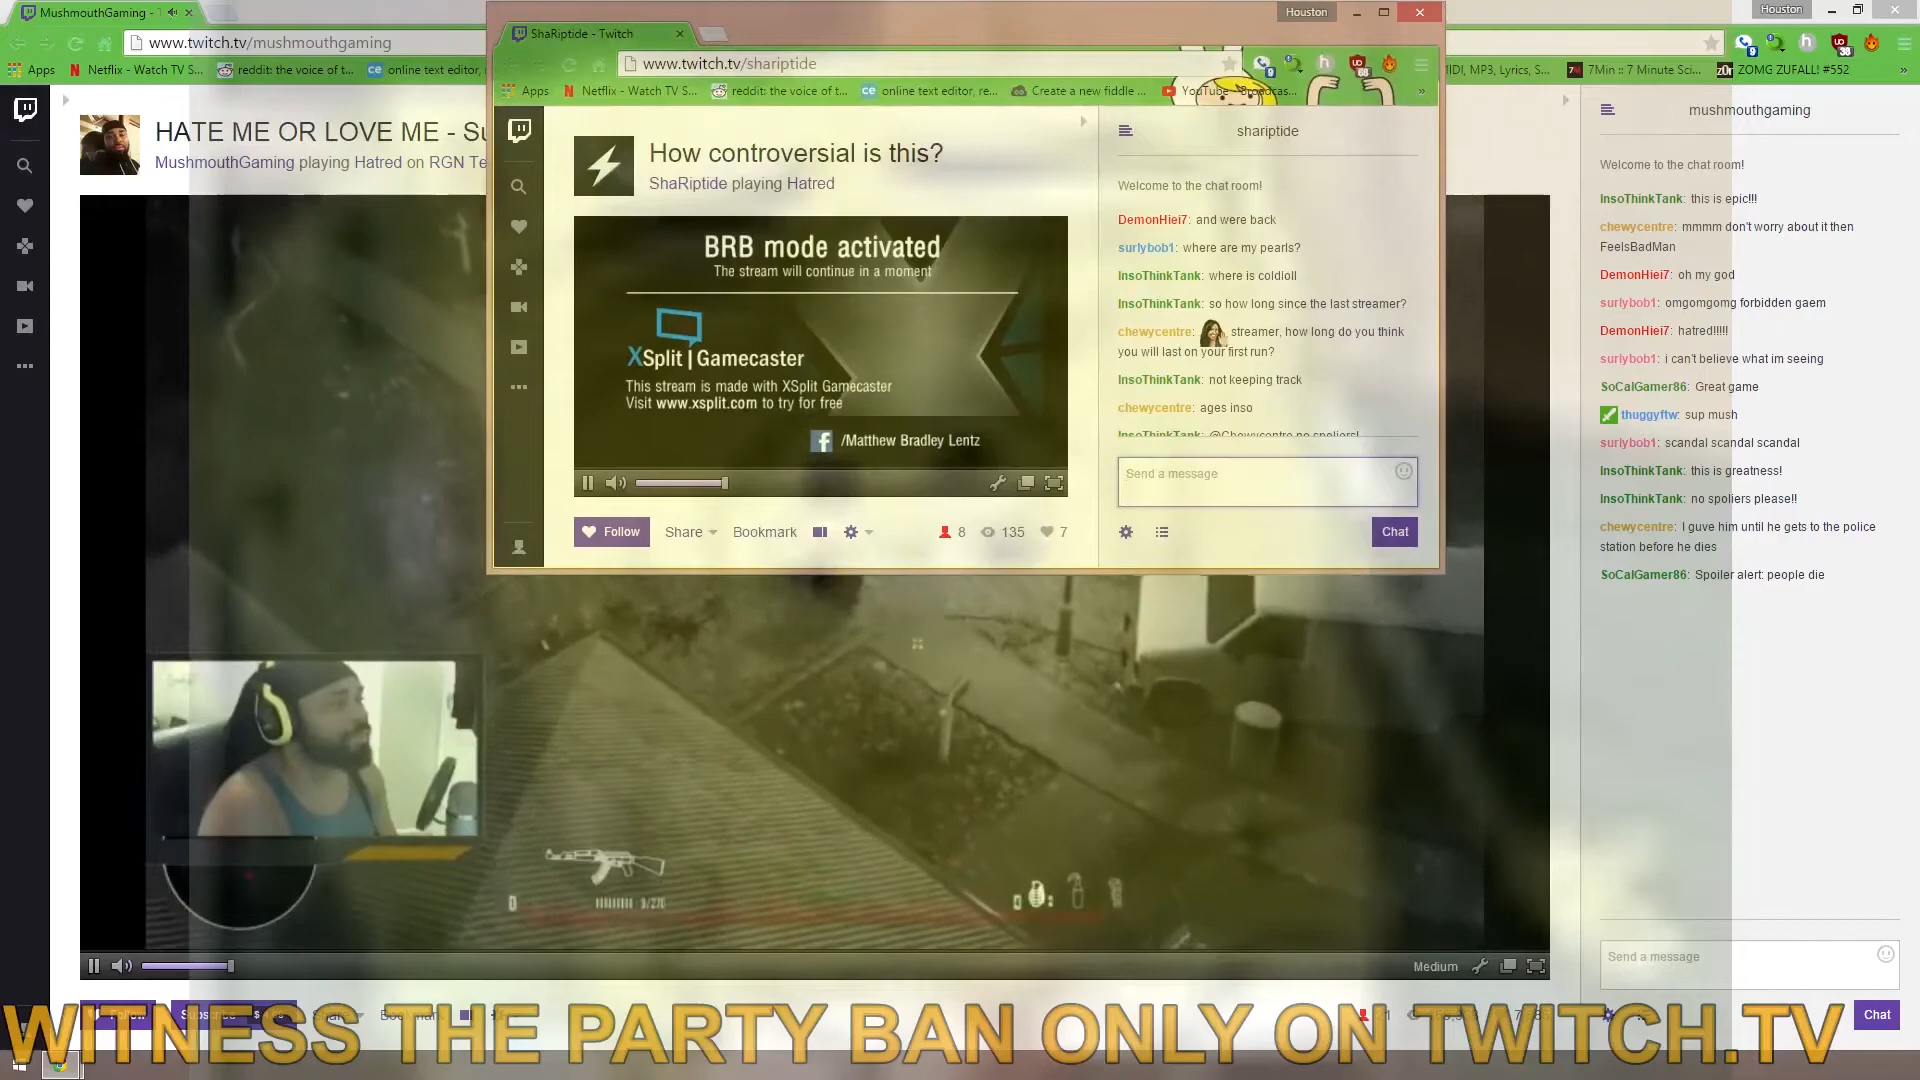 MushmouthGaming - T
www.twitch.tv/mushmouthgaming
Apps
Netflix - Watch TV S...
reddit: the voice of t...
online text editor,
HATE ME OR LOVE ME - Su
MushmouthGaming playing Hatred on RGN Te
Houston
ShaRiptide - Twitch
www.twitch.tv/shariptide
Apps
Netflix - Watch TV S...
reddit: the voice of t...
online text editor, re...
Create a new fiddle ...
YouTube - Broadcas...
How controversial is this?
ShaRiptide playing Hatred
BRB mode activated
The stream will continue in a moment
XSplit | Gamecaster
This stream is made with XSplit Gamecaster
Visit www.xsplit.com to try for free
/Matthew Bradley Lentz
Follow
Share
Bookmark
8
135
7
shariptide
Welcome to the chat room!
DemonHiei7: and were back
surlybob1: where are my pearls?
InsoThinkTank: where is coldloll
InsoThinkTank: so how long since the last streamer?
chewycentre: streamer, how long do you think
you will last on your first run?
InsoThinkTank: not keeping track
chewycentre: ages inso
InsoThinkTank: @Chewycentre no spoilers!
Send a message
Chat
Houston
MIDI, MP3, Lyrics, S...
7Min :: 7 Minute Sci...
ZOMG ZUFALL! #552
mushmouthgaming
Welcome to the chat room!
InsoThinkTank: this is epic!!!
chewycentre: mmmm don't worry about it then
FeelsBadMan
DemonHiei7: oh my god
surlybob1: omgomgomg forbidden gaem
DemonHiei7: hatred!!!!!
surlybob1: i can't believe what im seeing
SoCalGamer86: Great game
thuggyftw: sup mush
surlybob1: scandal scandal scandal
InsoThinkTank: this is greatness!
InsoThinkTank: no spoliers please!!
chewycentre: I guve him until he gets to the police
station before he dies
SoCalGamer86: Spoiler alert: people die
Send a message
Chat
Medium
WITNESS THE PARTY BAN ONLY ON TWITCH.TV